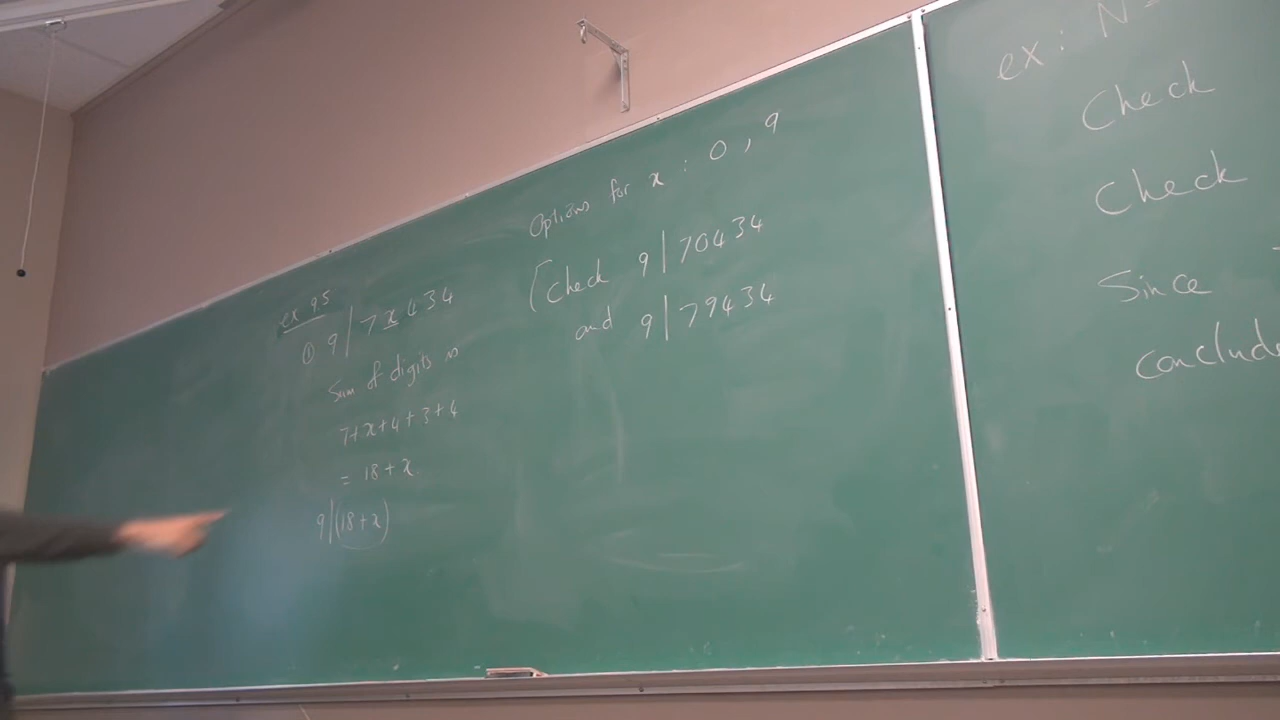 ex 95
① 9 | 7x434
Sum of digits is
7+x+4+3+4
= 18+x
9|(18+x)
Options for x : 0, 9
[Check 9 | 70434
and 9 | 79434
ex: N
Check
Check
Since
conclude